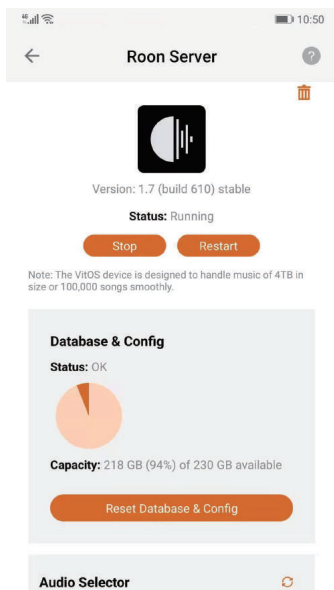 4G 10:50
Roon Server ?
Version: 1.7 (build 610) stable
Status: Running
Stop Restart
Note: The VitOS device is designed to handle music of 4TB in
size or 100,000 songs smoothly.
Database & Config
Status: OK
Capacity: 218 GB (94%) of 230 GB available
Reset Database & Config
Audio Selector